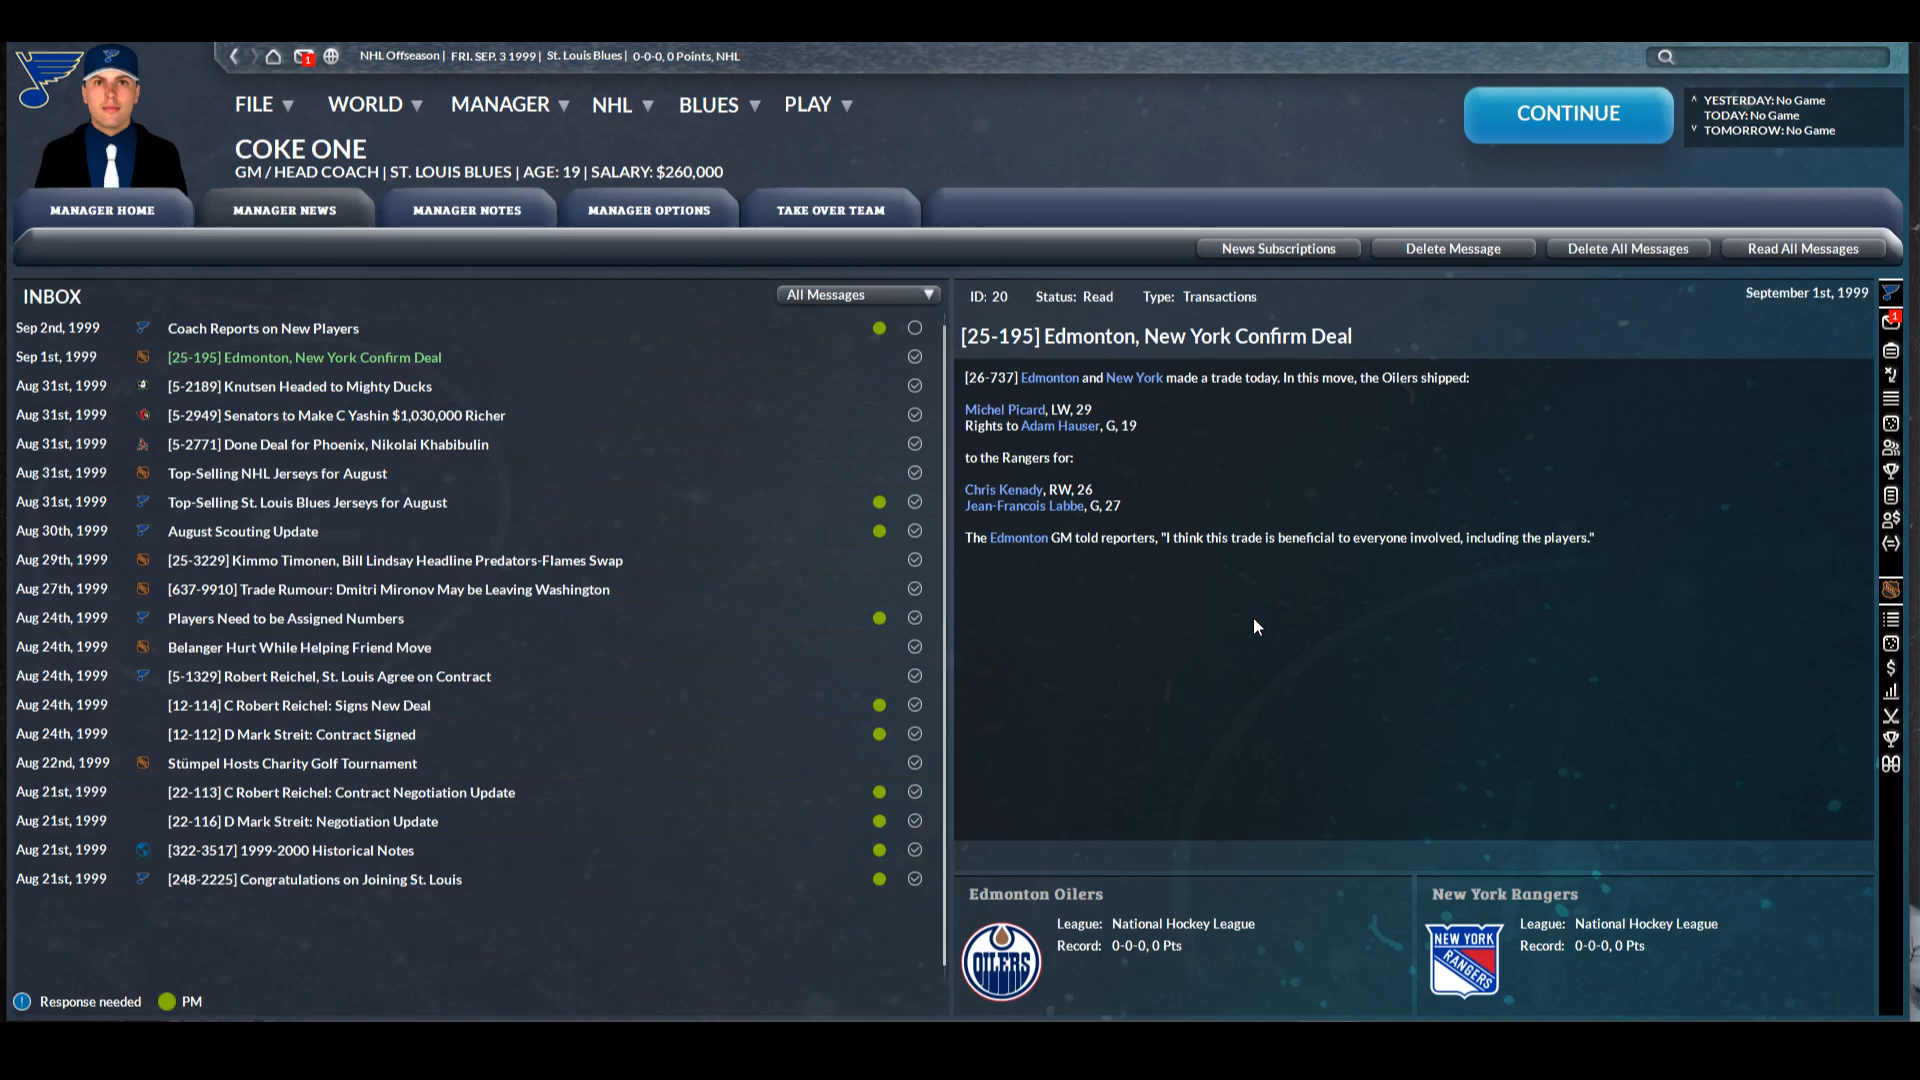 1
NHL Offseason | FRI. SEP. 3 1999 | St. Louis Blues | 0-0-0, 0 Points, NHL
FILE ▼ WORLD ▼ MANAGER ▼ NHL ▼ BLUES ▼ PLAY ▼
CONTINUE
YESTERDAY: No Game
TODAY: No Game
TOMORROW: No Game
COKE ONE
GM / HEAD COACH | ST. LOUIS BLUES | AGE: 19 | SALARY: $260,000
MANAGER HOME MANAGER NEWS MANAGER NOTES MANAGER OPTIONS TAKE OVER TEAM
News Subscriptions Delete Message Delete All Messages Read All Messages
INBOX All Messages ▼
Sep 2nd, 1999 Coach Reports on New Players
Sep 1st, 1999 [25-195] Edmonton, New York Confirm Deal
Aug 31st, 1999 [5-2189] Knutsen Headed to Mighty Ducks
Aug 31st, 1999 [5-2949] Senators to Make C Yashin $1,030,000 Richer
Aug 31st, 1999 [5-2771] Done Deal for Phoenix, Nikolai Khabibulin
Aug 31st, 1999 Top-Selling NHL Jerseys for August
Aug 31st, 1999 Top-Selling St. Louis Blues Jerseys for August
Aug 30th, 1999 August Scouting Update
Aug 29th, 1999 [25-3229] Kimmo Timonen, Bill Lindsay Headline Predators-Flames Swap
Aug 27th, 1999 [637-9910] Trade Rumour: Dmitri Mironov May be Leaving Washington
Aug 24th, 1999 Players Need to be Assigned Numbers
Aug 24th, 1999 Belanger Hurt While Helping Friend Move
Aug 24th, 1999 [5-1329] Robert Reichel, St. Louis Agree on Contract
Aug 24th, 1999 [12-114] C Robert Reichel: Signs New Deal
Aug 24th, 1999 [12-112] D Mark Streit: Contract Signed
Aug 22nd, 1999 Stümpel Hosts Charity Golf Tournament
Aug 21st, 1999 [22-113] C Robert Reichel: Contract Negotiation Update
Aug 21st, 1999 [22-116] D Mark Streit: Negotiation Update
Aug 21st, 1999 [322-3517] 1999-2000 Historical Notes
Aug 21st, 1999 [248-2225] Congratulations on Joining St. Louis
Response needed PM
ID: 20 Status: Read Type: Transactions September 1st, 1999
[25-195] Edmonton, New York Confirm Deal
[26-737] Edmonton and New York made a trade today. In this move, the Oilers shipped:
Michel Picard, LW, 29
Rights to Adam Hauser, G, 19
to the Rangers for:
Chris Kenady, RW, 26
Jean-Francois Labbe, G, 27
The Edmonton GM told reporters, "I think this trade is beneficial to everyone involved, including the players."
Edmonton Oilers
League: National Hockey League
Record: 0-0-0, 0 Pts
OILERS
New York Rangers
League: National Hockey League
Record: 0-0-0, 0 Pts
NEW YORK
RANGERS
1